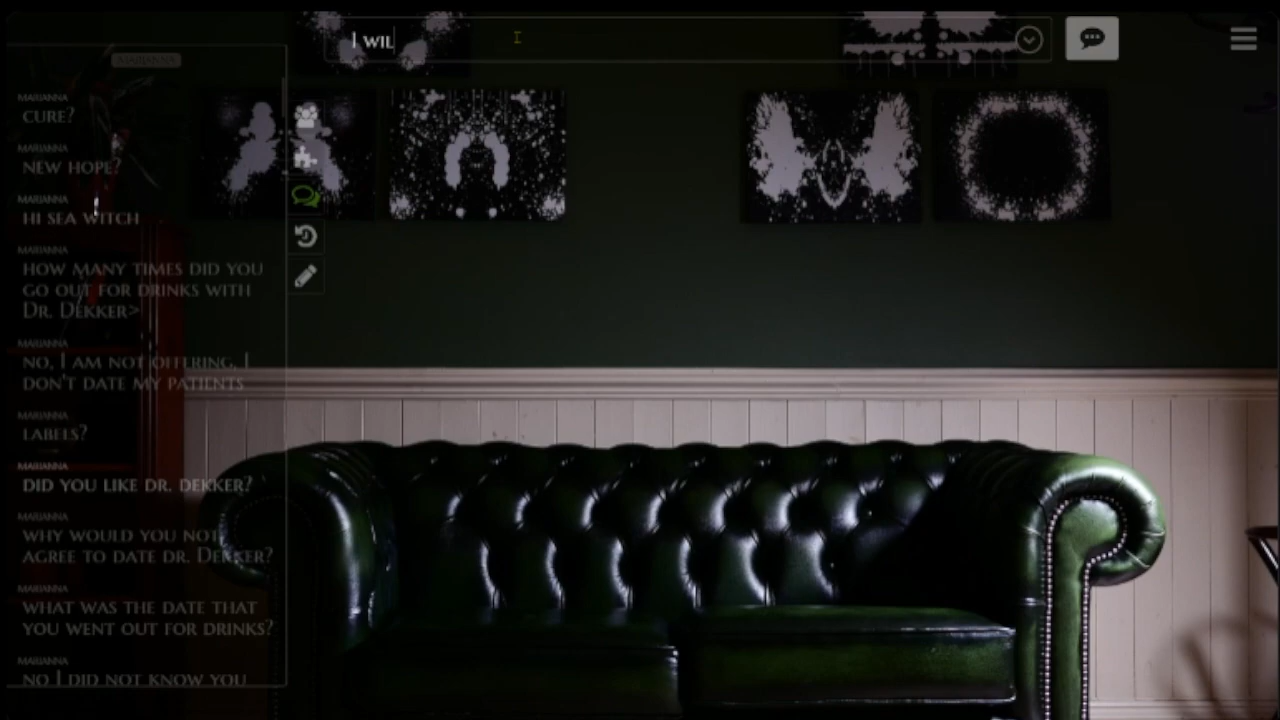 I WIL
MARIANNA
MARIANNA
CURE?
MARIANNA
NEW HOPE?
MARIANNA
HI SEA WITCH
MARIANNA
HOW MANY TIMES DID YOU
GO OUT FOR DRINKS WITH
DR. DEKKER>
MARIANNA
NO, I AM NOT OFFERING, I
DON'T DATE MY PATIENTS
MARIANNA
LABELS?
MARIANNA
DID YOU LIKE DR. DEKKER?
MARIANNA
WHY WOULD YOU NOT
AGREE TO DATE DR. DEKKER?
MARIANNA
WHAT WAS THE DATE THAT
YOU WENT OUT FOR DRINKS?
MARIANNA
NO I DID NOT KNOW YOU